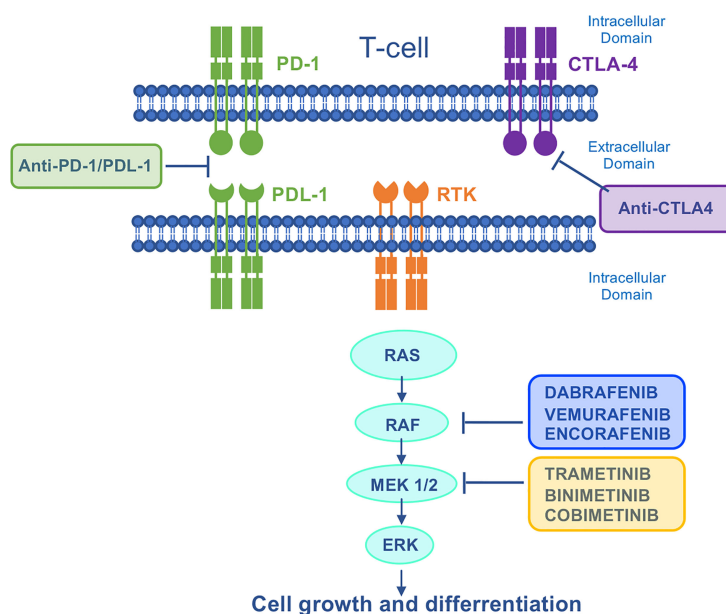 Intracellular
Domain
T-cell
PD-1
CTLA-4
Anti-PD-1/PDL-1
Extracellular
Domain
PDL-1
RTK
Anti-CTLA4
Intracellular
Domain
RAS
RAF
DABRAFENIB
VEMURAFENIB
ENCORAFENIB
MEK 1/2
TRAMETINIB
BINIMETINIB
COBIMETINIB
ERK
Cell growth and differrentiation